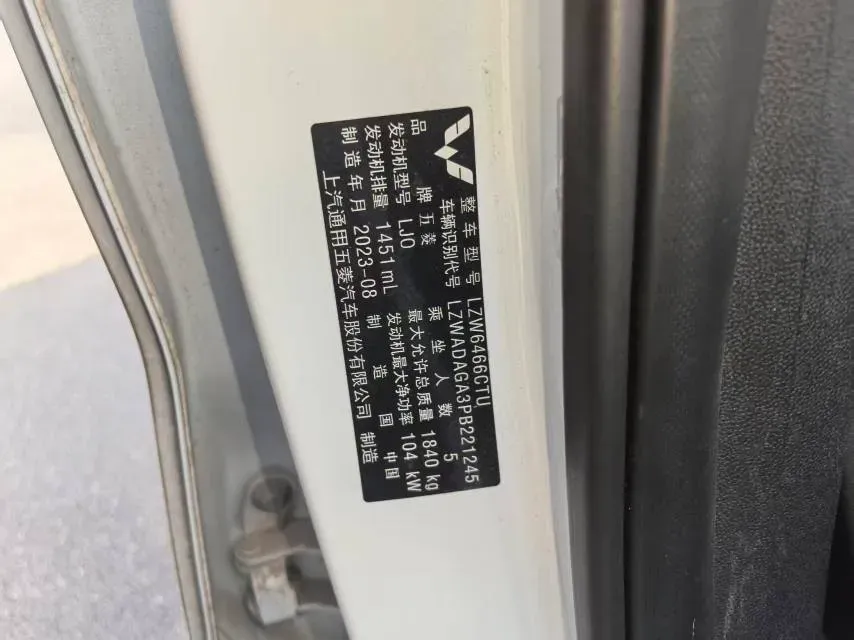 整车型号 LZW6466CTU
车辆识别代号 LZWADAGA3PB221245
品牌 五菱 乘坐人数 5
发动机型号 LJO 最大允许总质量 1840 kg
发动机排量 1451mL 发动机最大净功率 104 kW
制造年月 2023-08 制造国 中国
上汽通用五菱汽车股份有限公司 制造